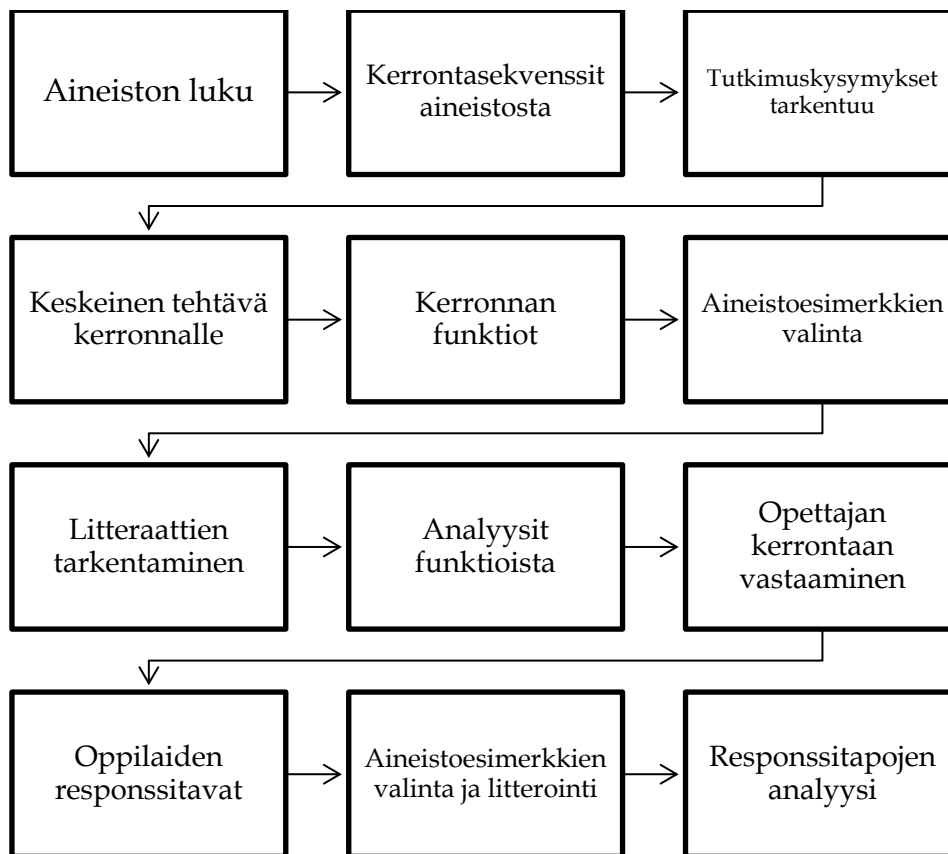 Aineiston luku
Kerrontasekvenssit
aineistosta
Tutkimuskysymykset
tarkentuu
Keskeinen tehtävä
kerronnalle
Kerronnan
funktiot
Aineistoesimerkkien
valinta
Litteraattien
tarkentaminen
Analyysit
funktioista
Opettajan
kerrontaan
vastaaminen
Oppilaiden
responssitavat
Aineistoesimerkkien
valinta ja litterointi
Responssitapojen
analyysi